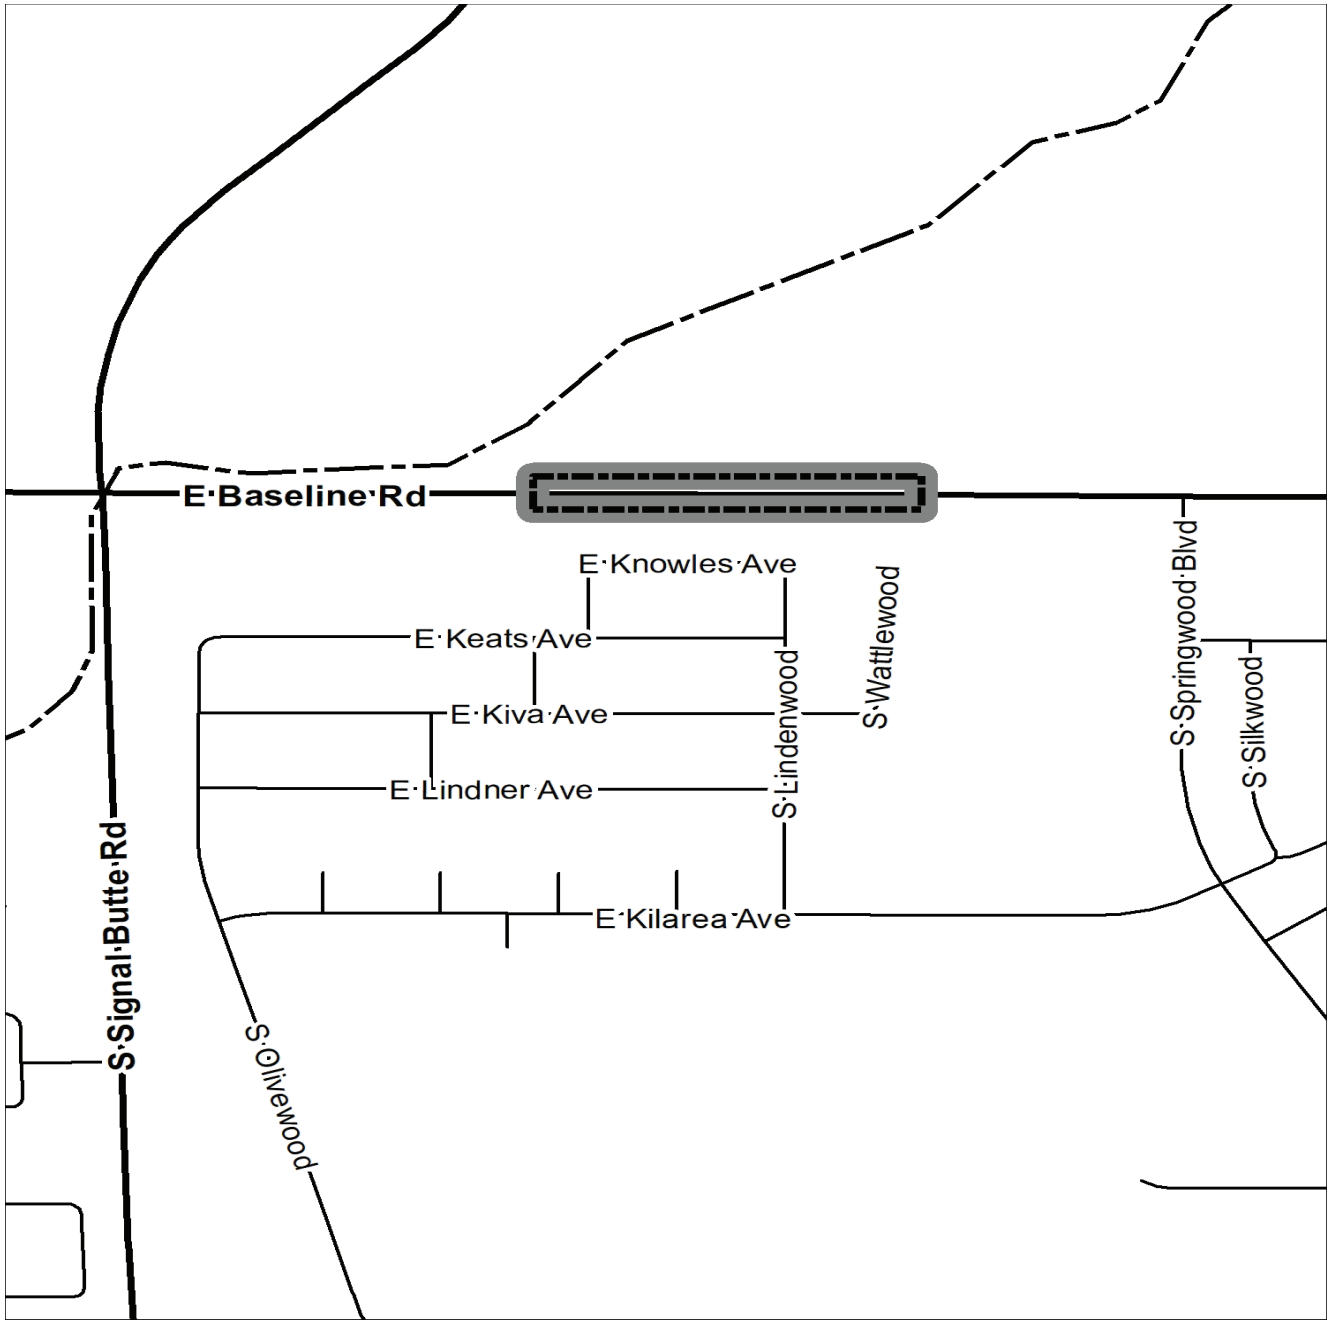 E Baseline Rd
E Knowles Ave
E Keats Ave
E Kiva Ave
E Lindner Ave
E Kilarea Ave
S Lindenwood
S Wattlewood
S Springwood Blvd
S Silkwood
S Signal Butte Rd
S Olivewood